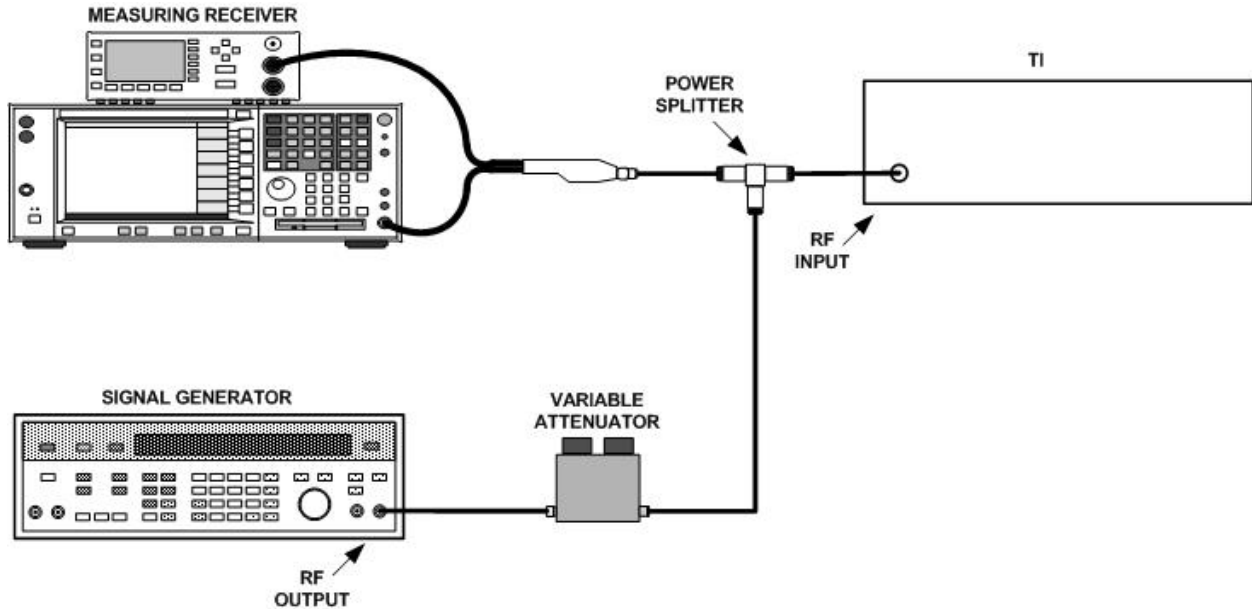 MEASURING RECEIVER
TI
POWER
SPLITTER
RF
INPUT
SIGNAL GENERATOR
VARIABLE
ATTENUATOR
RF
OUTPUT